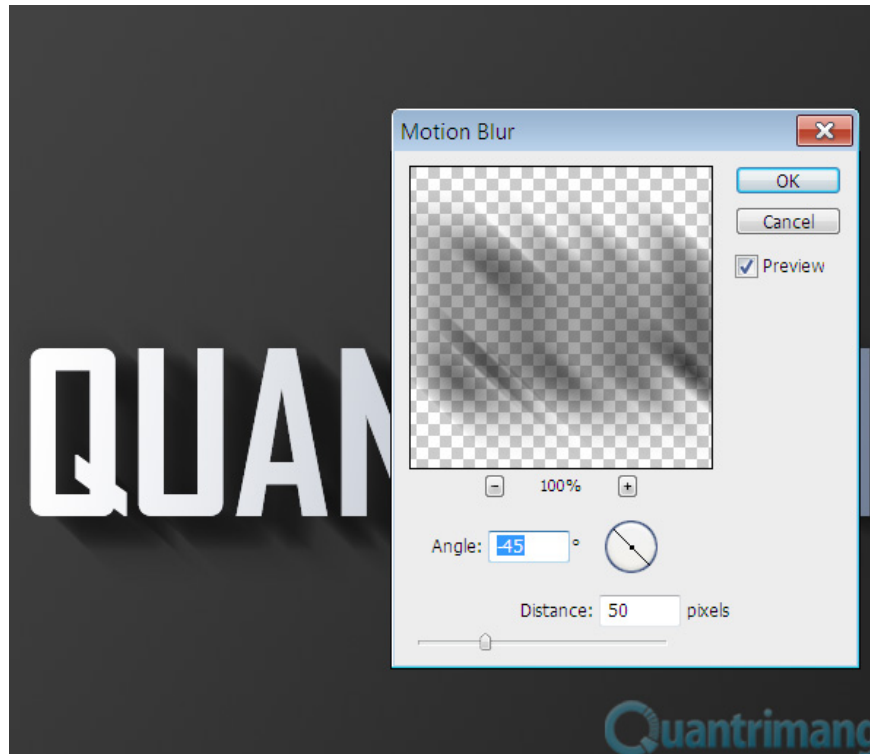 Motion Blur
OK
Cancel
Preview
QUAN
100%
Angle: -45 °
Distance: 50 pixels
Quantrimang